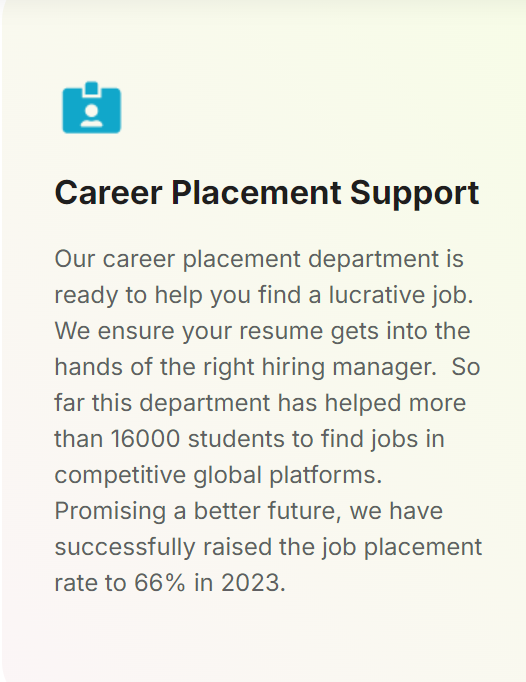 Career Placement Support
Our career placement department is
ready to help you find a lucrative job.
We ensure your resume gets into the
hands of the right hiring manager.  So
far this department has helped more
than 16000 students to find jobs in
competitive global platforms.
Promising a better future, we have
successfully raised the job placement
rate to 66% in 2023.